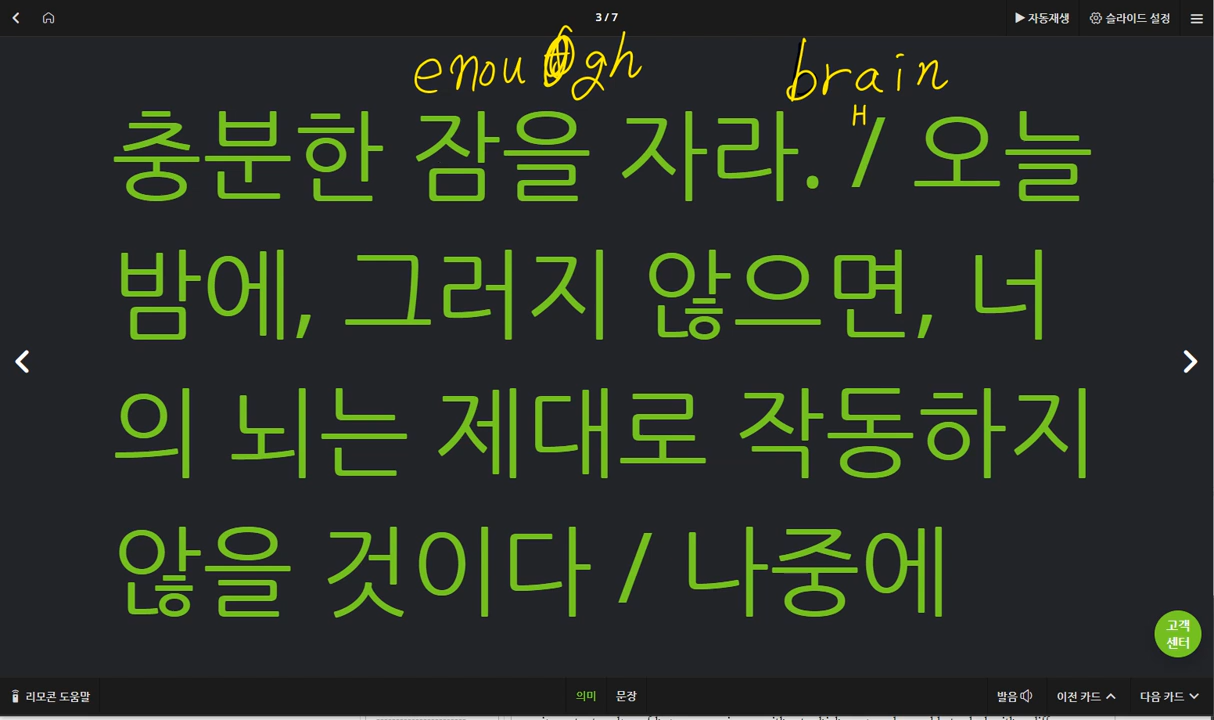 3 / 7
자동재생
슬라이드 설정
enough
brain
H
충분한 잠을 자라. / 오늘
밤에, 그러지 않으면, 너
의 뇌는 제대로 작동하지
않을 것이다 / 나중에
고객
센터
리모콘 도움말
의미
문장
발음
이전 카드
다음 카드